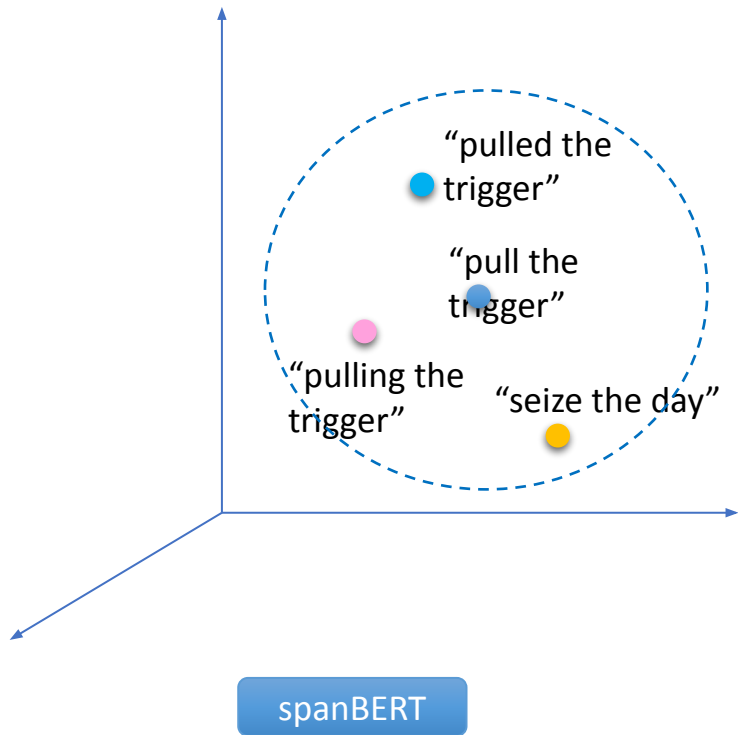 “pulled the
trigger”
“pull the
trigger”
“pulling the
trigger”
“seize the day”
spanBERT